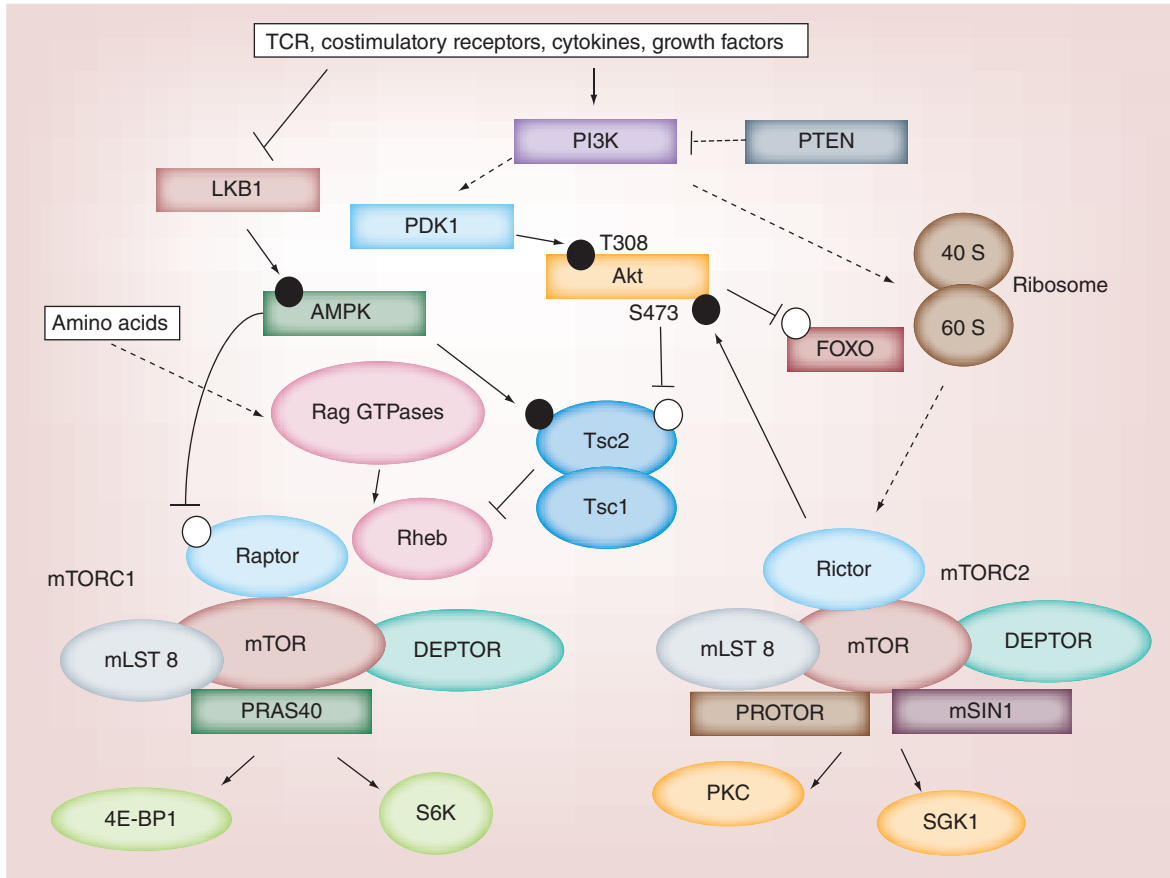 TCR, costimulatory receptors, cytokines, growth factors
PI3K
PTEN
LKB1
PDK1
T308
Akt
S473
40 S
Ribosome
60 S
AMPK
Amino acids
FOXO
Rag GTPases
Tsc2
Tsc1
Rheb
Raptor
mTORC1
Rictor
mTORC2
mLST 8
mTOR
DEPTOR
PRAS40
mLST 8
mTOR
DEPTOR
PROTOR
mSIN1
4E-BP1
S6K
PKC
SGK1